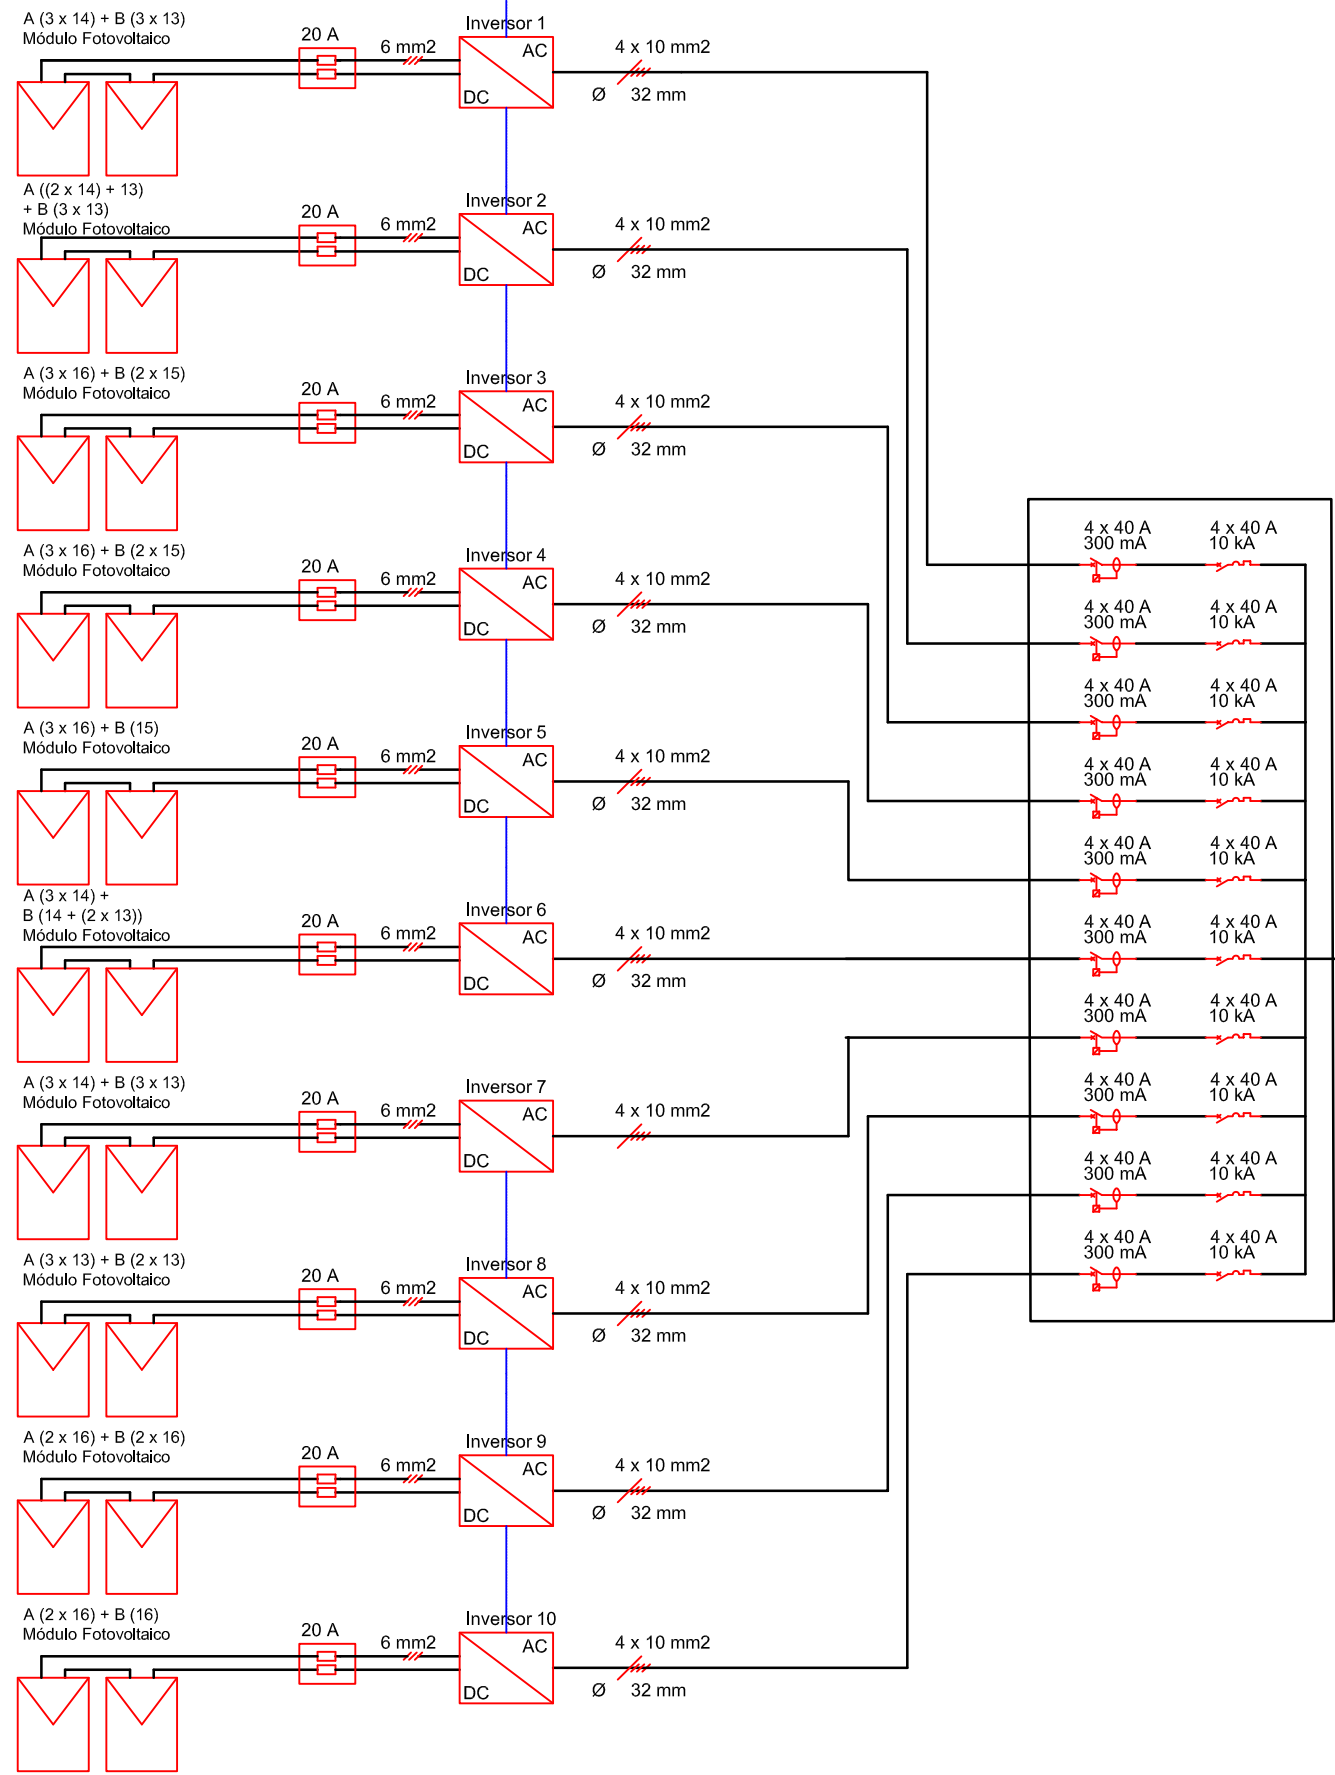 A (3 x 14) + B (3 x 13)
Módulo Fotovoltaico
20 A
6 mm2
Inversor 1
AC
DC
4 x 10 mm2
Ø 32 mm
A ((2 x 14) + 13)
+ B (3 x 13)
Módulo Fotovoltaico
20 A
6 mm2
Inversor 2
AC
DC
4 x 10 mm2
Ø 32 mm
A (3 x 16) + B (2 x 15)
Módulo Fotovoltaico
20 A
6 mm2
Inversor 3
AC
DC
4 x 10 mm2
Ø 32 mm
A (3 x 16) + B (2 x 15)
Módulo Fotovoltaico
20 A
6 mm2
Inversor 4
AC
DC
4 x 10 mm2
Ø 32 mm
A (3 x 16) + B (15)
Módulo Fotovoltaico
20 A
6 mm2
Inversor 5
AC
DC
4 x 10 mm2
Ø 32 mm
A (3 x 14) +
B (14 + (2 x 13))
Módulo Fotovoltaico
20 A
6 mm2
Inversor 6
AC
DC
4 x 10 mm2
Ø 32 mm
A (3 x 14) + B (3 x 13)
Módulo Fotovoltaico
20 A
6 mm2
Inversor 7
AC
DC
4 x 10 mm2
A (3 x 13) + B (2 x 13)
Módulo Fotovoltaico
20 A
6 mm2
Inversor 8
AC
DC
4 x 10 mm2
Ø 32 mm
A (2 x 16) + B (2 x 16)
Módulo Fotovoltaico
20 A
6 mm2
Inversor 9
AC
DC
4 x 10 mm2
Ø 32 mm
A (2 x 16) + B (16)
Módulo Fotovoltaico
20 A
6 mm2
Inversor 10
AC
DC
4 x 10 mm2
Ø 32 mm
4 x 40 A
300 mA
4 x 40 A
10 kA
4 x 40 A
300 mA
4 x 40 A
10 kA
4 x 40 A
300 mA
4 x 40 A
10 kA
4 x 40 A
300 mA
4 x 40 A
10 kA
4 x 40 A
300 mA
4 x 40 A
10 kA
4 x 40 A
300 mA
4 x 40 A
10 kA
4 x 40 A
300 mA
4 x 40 A
10 kA
4 x 40 A
300 mA
4 x 40 A
10 kA
4 x 40 A
300 mA
4 x 40 A
10 kA
4 x 40 A
300 mA
4 x 40 A
10 kA